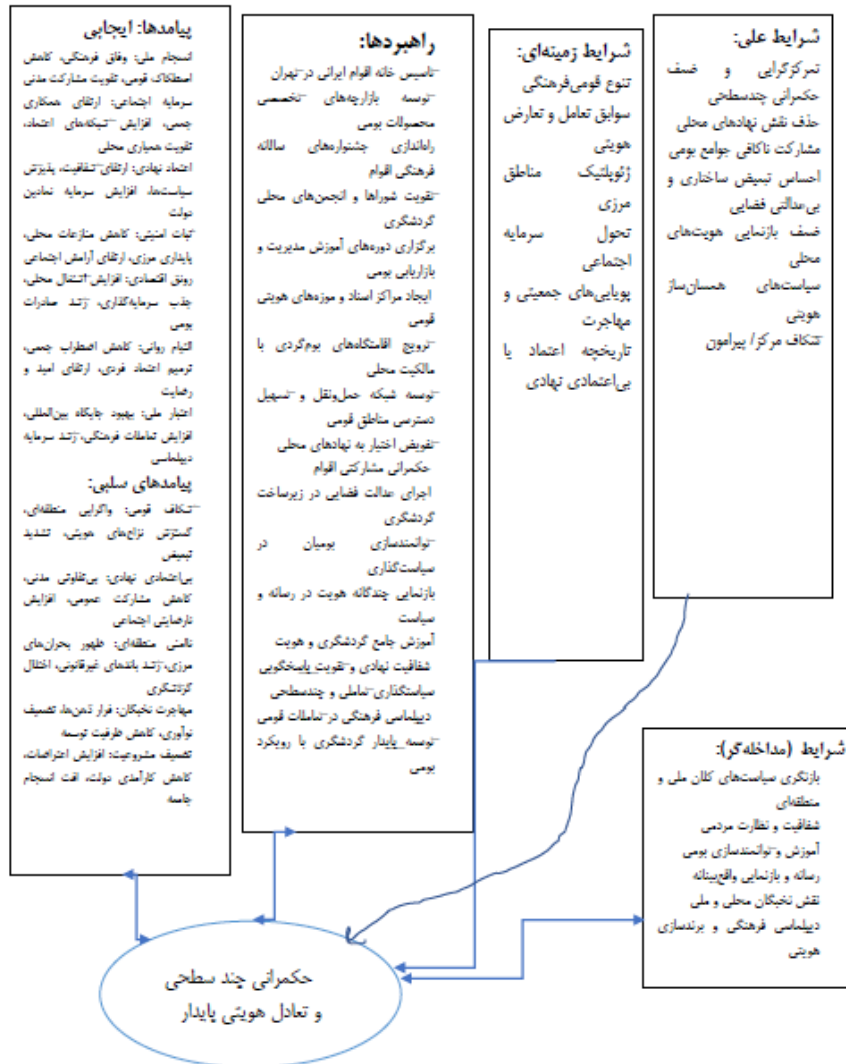 شرایط علی:
تمرکزگرایی و ضعف
حکمرانی چندسطحی
حذف نقش نهادهای محلی
مشارکت ناکافی جوامع بومی
احساس تبعیض ساختاری و
بی‌عدالتی فضایی
ضعف بازنمایی هویت‌های
محلی
سیاست‌های همسان‌ساز
هویتی
شکاف مرکز/ پیرامون
شرایط زمینه‌ای:
تنوع قومی‌فرهنگی
سوابق تعامل و تعارض
هویتی
ژئوپلتیک مناطق
مرزی
تحول سرمایه
اجتماعی
پویایی‌های جمعیتی و
مهاجرت
تاریخچه اعتماد یا
بی‌اعتمادی نهادی
راهبردها:
تاسیس خانه اقوام ایرانی در تهران
توسعه بازارچه‌های تخصصی
محصولات بومی
راه‌اندازی جشنواره‌های سالانه
فرهنگی اقوام
تقویت شوراها و انجمن‌های محلی
گردشگری
برگزاری دوره‌های آموزش مدیریت و
بازاریابی بومی
ایجاد مراکز اسناد و موزه‌های هویتی
قومی
ترویج اقامتگاه‌های بوم‌گردی با
مالکیت محلی
توسعه شبکه حمل‌ونقل و تسهیل
دسترسی مناطق قومی
تفویض اختیار به نهادهای محلی
حکمرانی مشارکتی اقوام
اجرای عدالت فضایی در زیرساخت
گردشگری
توانمندسازی بومیان در
سیاست‌گذاری
بازنمایی چندگانه هویت در رسانه و
سیاست
آموزش جامع گردشگری و هویت
شفافیت نهادی و تقویت پاسخگویی
سیاستگذاری تعاملی و چندسطحی
دیپلماسی فرهنگی در تعاملات قومی
توسعه پایدار گردشگری با رویکرد
بومی
پیامدها: ایجابی
انسجام ملی: وفاق فرهنگی، کاهش
اصطکاک قومی، تقویت مشارکت مدنی
سرمایه اجتماعی: ارتقای همکاری
جمعی، افزایش شبکه‌های اعتماد،
تقویت همیاری محلی
اعتماد نهادی: ارتقای شفافیت، پذیرش
سیاست‌ها، افزایش سرمایه نمادین
دولت
ثبات امنیتی: کاهش منازعات محلی،
پایداری مرزی، ارتقای آرامش اجتماعی
رونق اقتصادی: افزایش اشتغال محلی،
جذب سرمایه‌گذاری، رشد صادرات
بومی
التیام روانی: کاهش اضطراب جمعی،
ترمیم اعتماد فردی، ارتقای امید و
رضایت
اعتبار ملی: بهبود جایگاه بین‌المللی،
افزایش تعاملات فرهنگی، رشد سرمایه
دیپلماسی
پیامدهای سلبی:
شکاف قومی: واگرایی منطقه‌ای،
گسترش نزاع‌های هویتی، تشدید
تبعیض
بی‌اعتمادی نهادی: بی‌تفاوتی مدنی،
کاهش مشارکت عمومی، افزایش
نارضایتی اجتماعی
ناامنی منطقه‌ای: ظهور بحران‌های
مرزی، رشد باندهای غیرقانونی، اختلال
گردشگری
مهاجرت نخبگان: فرار ذهن‌ها، تضعیف
نوآوری، کاهش ظرفیت توسعه
تضعیف مشروعیت: افزایش اعتراضات،
کاهش کارآمدی دولت، افت انسجام
جامعه
شرایط (مداخله‌گر):
بازنگری سیاست‌های کلان ملی و
منطقه‌ای
شفافیت و نظارت مردمی
آموزش و توانمندسازی بومی
رسانه و بازنمایی واقع‌بینانه
نقش نخبگان محلی و ملی
دیپلماسی فرهنگی و برندسازی
هویتی
حکمرانی چند سطحی
و تعادل هویتی پایدار